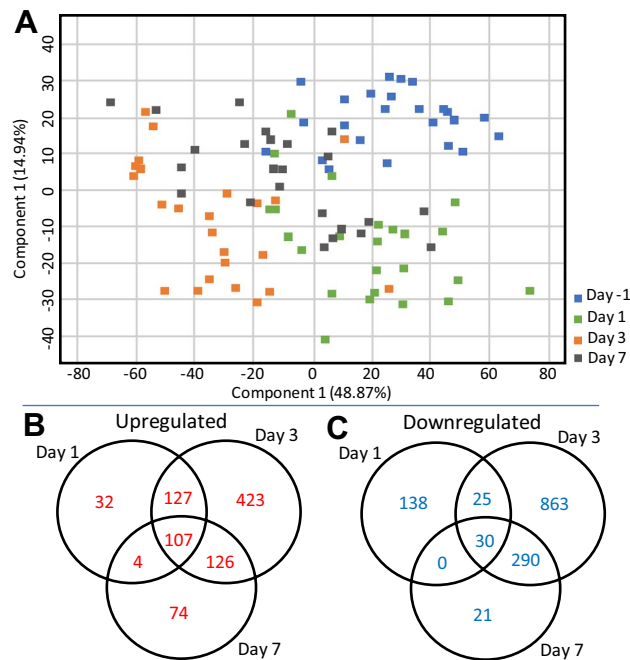 A
40
30
20
10
0
-10
-20
-30
-40
Component 1 (14.94%)
-80
-60
-40
-20
0
20
40
60
80
Component 1 (48.87%)
Day -1
Day 1
Day 3
Day 7
B
Upregulated
Day 1
Day 3
32
127
423
107
4
126
74
Day 7
C
Downregulated
Day 1
Day 3
138
25
863
30
0
290
21
Day 7